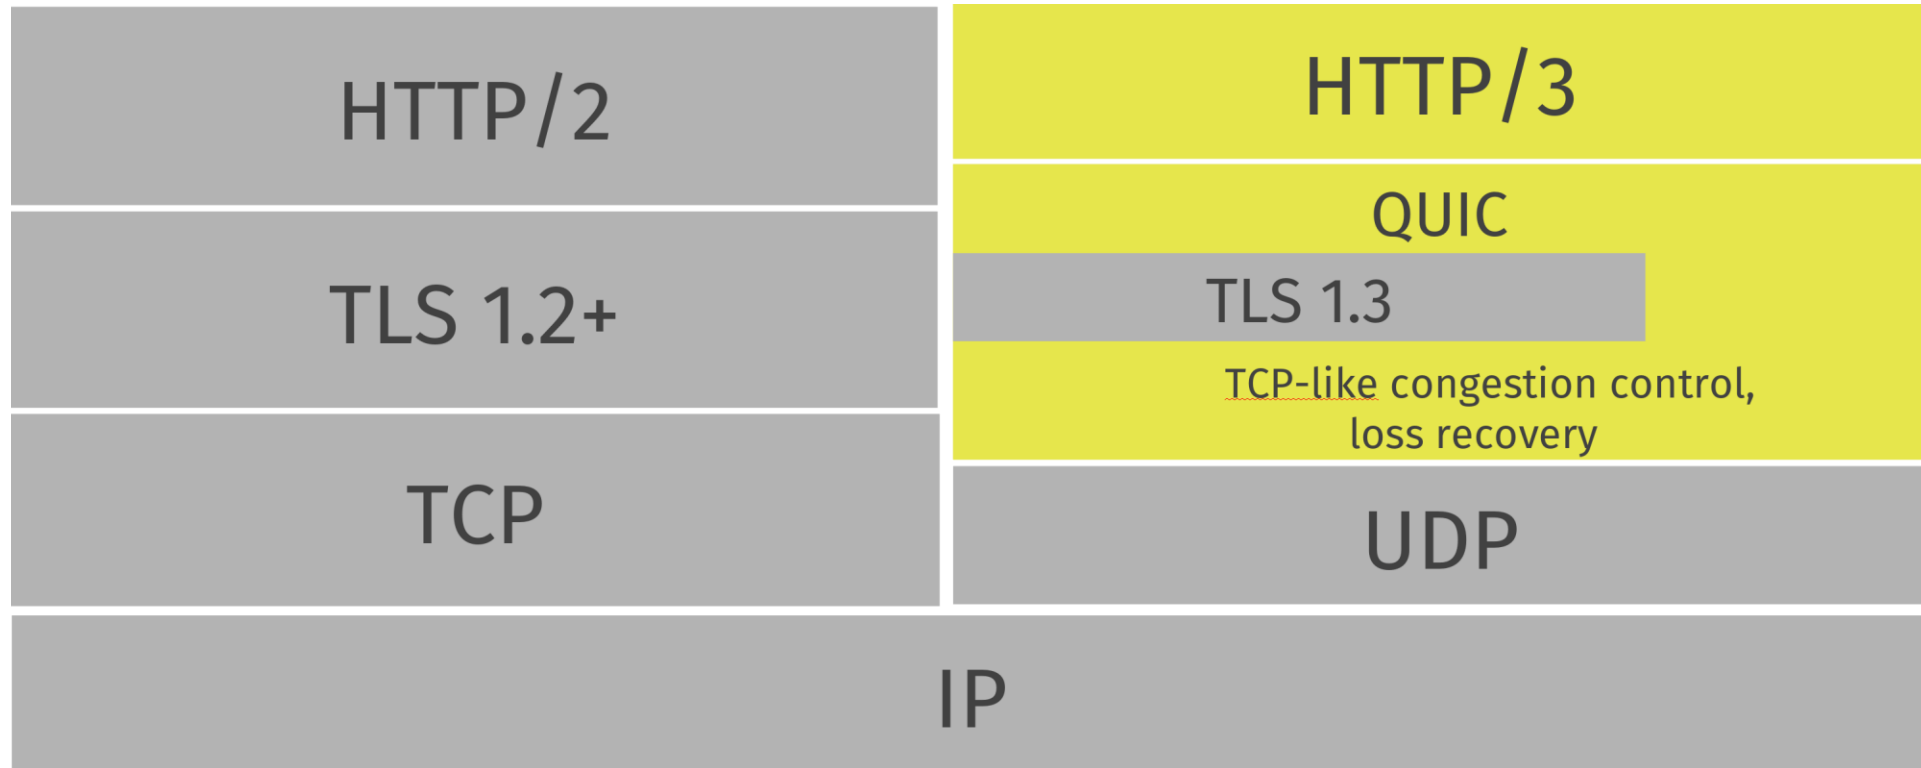 HTTP/2
TLS 1.2+
TCP
HTTP/3
QUIC
TLS 1.3
TCP-like congestion control,
loss recovery
UDP
IP